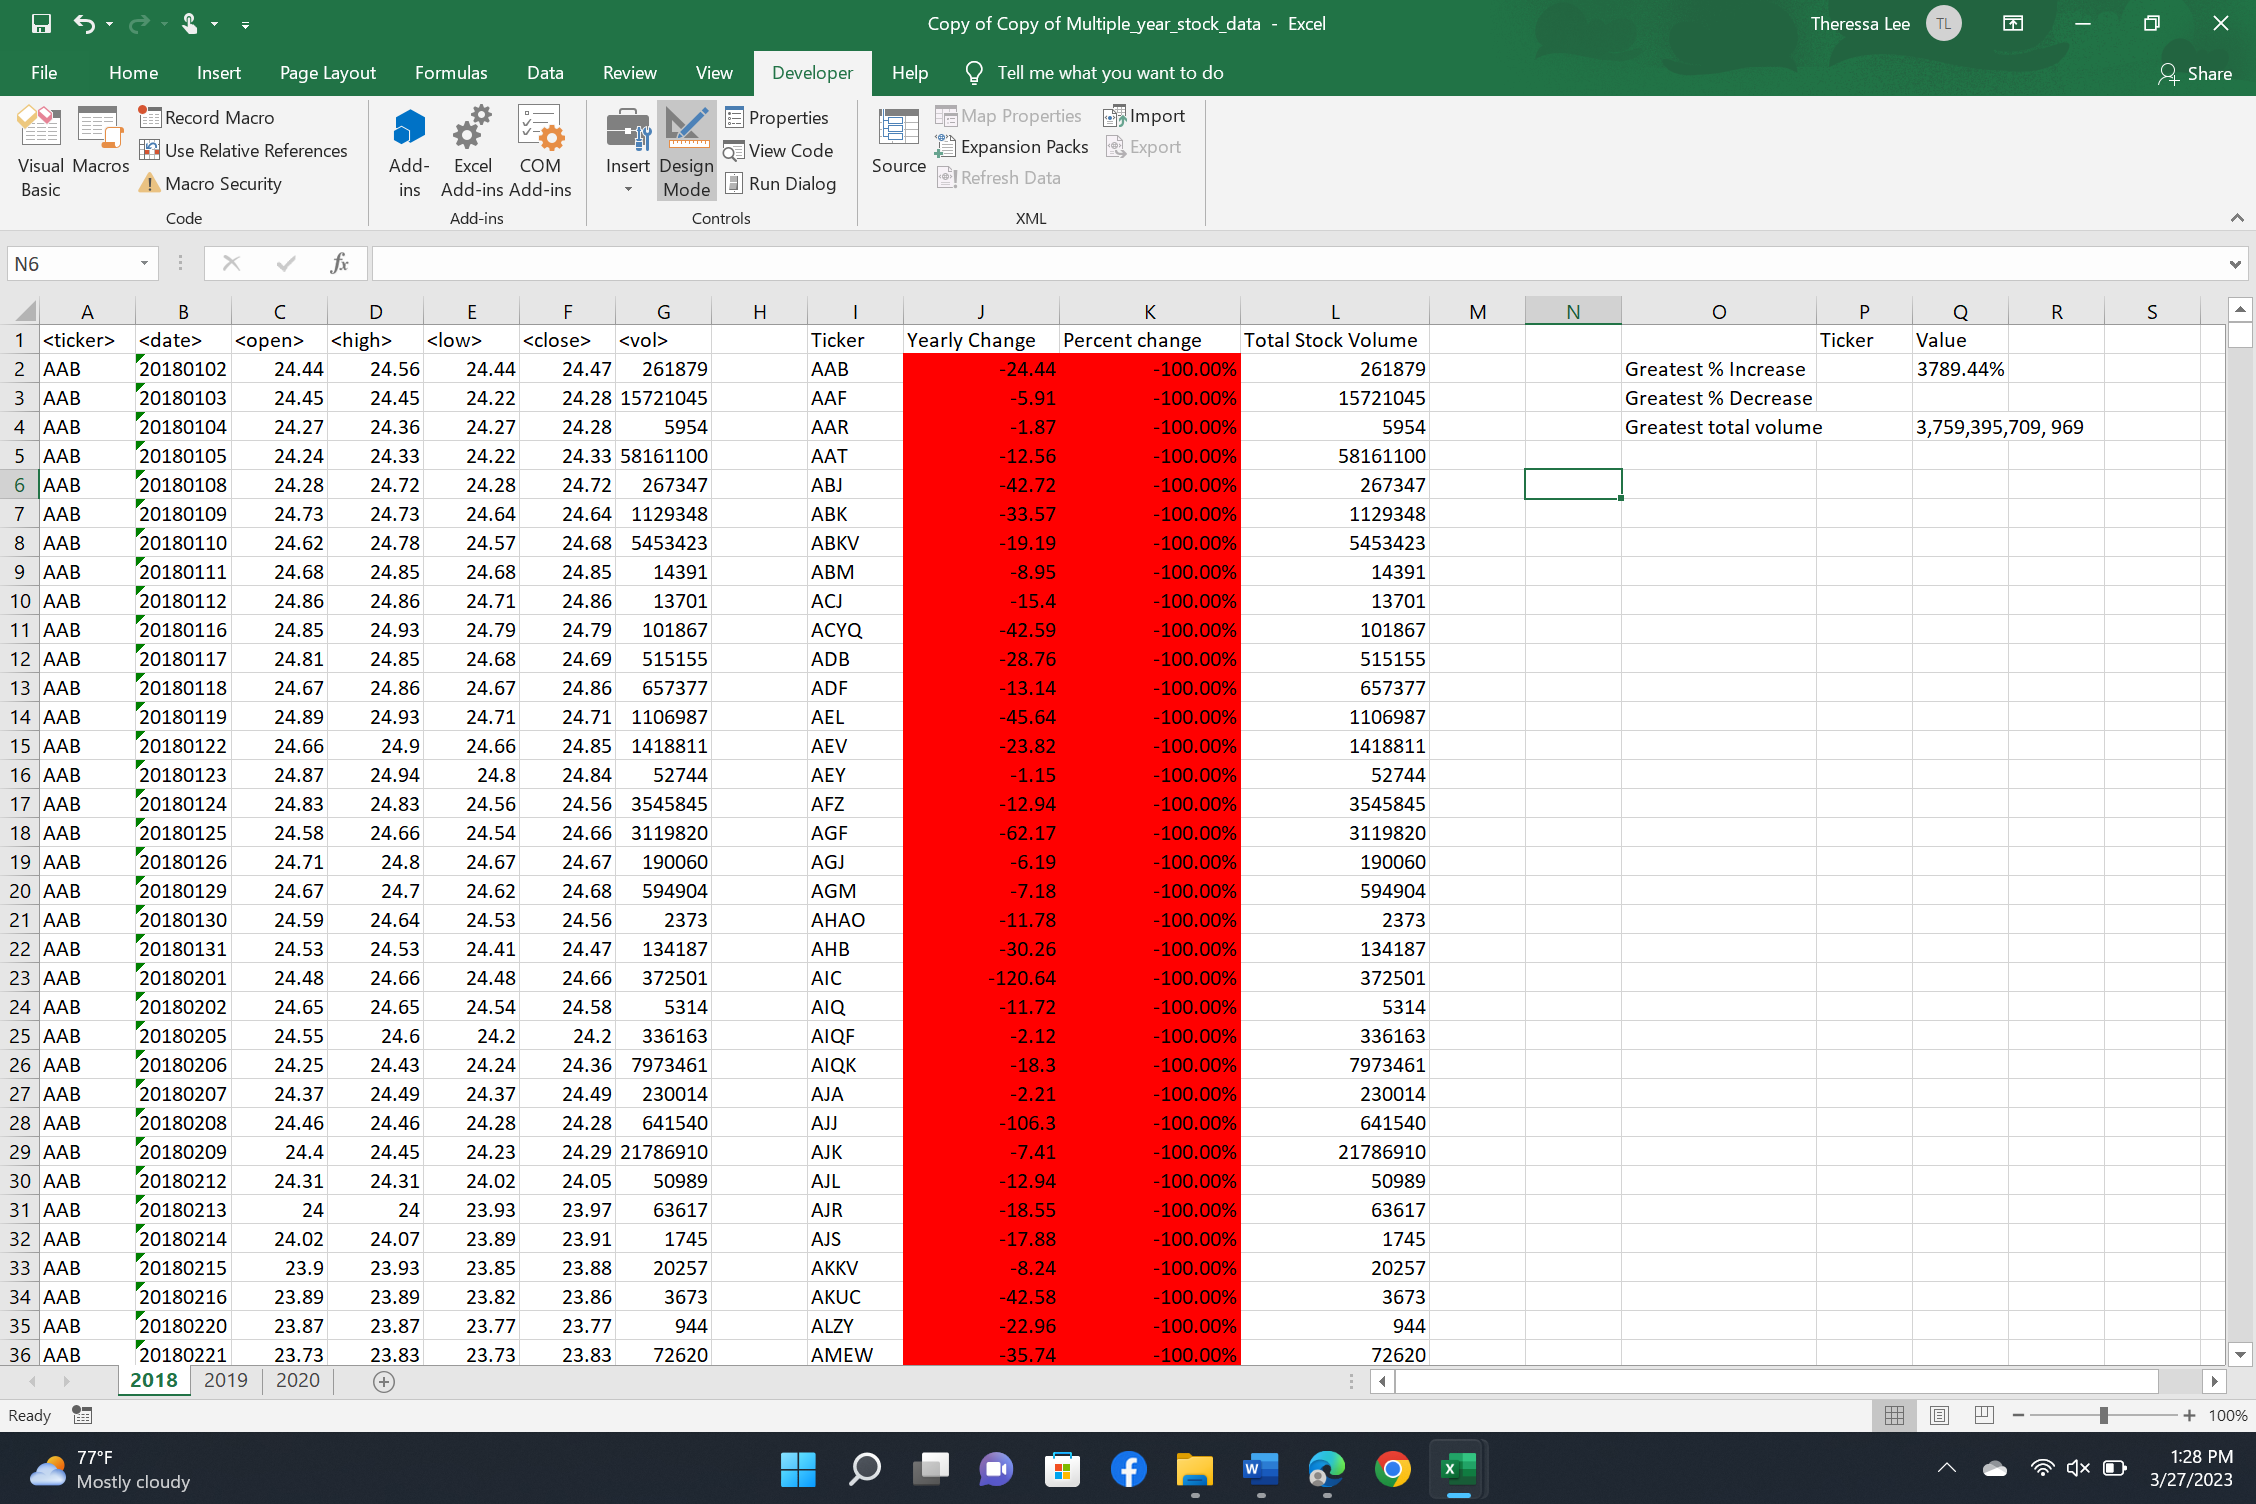 Copy of Copy of Multiple_year_stock_data - Excel
Theressa Lee TL
File Home Insert Page Layout Formulas Data Review View Developer Help Tell me what you want to do Share
Visual Basic
Macros
Record Macro
Use Relative References
Macro Security
Code
Add-ins
Excel Add-ins
COM Add-ins
Add-ins
Insert
Design Mode
Properties
View Code
Run Dialog
Controls
Source
Map Properties
Expansion Packs
Refresh Data
Import
Export
XML
N6
fx
A B C D E F G H I J K L M N O P Q R S
1 <ticker> <date> <open> <high> <low> <close> <vol> Ticker Yearly Change Percent change Total Stock Volume Ticker Value
2 AAB 20180102 24.44 24.56 24.44 24.47 261879 AAB -24.44 -100.00% 261879 Greatest % Increase 3789.44%
3 AAB 20180103 24.45 24.45 24.22 24.28 15721045 AAF -5.91 -100.00% 15721045 Greatest % Decrease
4 AAB 20180104 24.27 24.36 24.27 24.28 5954 AAR -1.87 -100.00% 5954 Greatest total volume 3,759,395,709, 969
5 AAB 20180105 24.24 24.33 24.22 24.33 58161100 AAT -12.56 -100.00% 58161100
6 AAB 20180108 24.28 24.72 24.28 24.72 267347 ABJ -42.72 -100.00% 267347
7 AAB 20180109 24.73 24.73 24.64 24.64 1129348 ABK -33.57 -100.00% 1129348
8 AAB 20180110 24.62 24.78 24.57 24.68 5453423 ABKV -19.19 -100.00% 5453423
9 AAB 20180111 24.68 24.85 24.68 24.85 14391 ABM -8.95 -100.00% 14391
10 AAB 20180112 24.86 24.86 24.71 24.86 13701 ACJ -15.4 -100.00% 13701
11 AAB 20180116 24.85 24.93 24.79 24.79 101867 ACYQ -42.59 -100.00% 101867
12 AAB 20180117 24.81 24.85 24.68 24.69 515155 ADB -28.76 -100.00% 515155
13 AAB 20180118 24.67 24.86 24.67 24.86 657377 ADF -13.14 -100.00% 657377
14 AAB 20180119 24.89 24.93 24.71 24.71 1106987 AEL -45.64 -100.00% 1106987
15 AAB 20180122 24.66 24.9 24.66 24.85 1418811 AEV -23.82 -100.00% 1418811
16 AAB 20180123 24.87 24.94 24.8 24.84 52744 AEY -1.15 -100.00% 52744
17 AAB 20180124 24.83 24.83 24.56 24.56 3545845 AFZ -12.94 -100.00% 3545845
18 AAB 20180125 24.58 24.66 24.54 24.66 3119820 AGF -62.17 -100.00% 3119820
19 AAB 20180126 24.71 24.8 24.67 24.67 190060 AGJ -6.19 -100.00% 190060
20 AAB 20180129 24.67 24.7 24.62 24.68 594904 AGM -7.18 -100.00% 594904
21 AAB 20180130 24.59 24.64 24.53 24.56 2373 AHAO -11.78 -100.00% 2373
22 AAB 20180131 24.53 24.53 24.41 24.47 134187 AHB -30.26 -100.00% 134187
23 AAB 20180201 24.48 24.66 24.48 24.66 372501 AIC -120.64 -100.00% 372501
24 AAB 20180202 24.65 24.65 24.54 24.58 5314 AIQ -11.72 -100.00% 5314
25 AAB 20180205 24.55 24.6 24.2 24.2 336163 AIQF -2.12 -100.00% 336163
26 AAB 20180206 24.25 24.43 24.24 24.36 7973461 AIQK -18.3 -100.00% 7973461
27 AAB 20180207 24.37 24.49 24.37 24.49 230014 AJA -2.21 -100.00% 230014
28 AAB 20180208 24.46 24.46 24.28 24.28 641540 AJJ -106.3 -100.00% 641540
29 AAB 20180209 24.4 24.45 24.23 24.29 21786910 AJK -7.41 -100.00% 21786910
30 AAB 20180212 24.31 24.31 24.02 24.05 50989 AJL -12.94 -100.00% 50989
31 AAB 20180213 24 24 23.93 23.97 63617 AJR -18.55 -100.00% 63617
32 AAB 20180214 24.02 24.07 23.89 23.91 1745 AJS -17.88 -100.00% 1745
33 AAB 20180215 23.9 23.93 23.85 23.88 20257 AKKV -8.24 -100.00% 20257
34 AAB 20180216 23.89 23.89 23.82 23.86 3673 AKUC -42.58 -100.00% 3673
35 AAB 20180220 23.87 23.87 23.77 23.77 944 ALZY -22.96 -100.00% 944
36 AAB 20180221 23.73 23.83 23.73 23.83 72620 AMEW -35.74 -100.00% 72620
2018 2019 2020
Ready 100%
77°F
Mostly cloudy
1:28 PM
3/27/2023